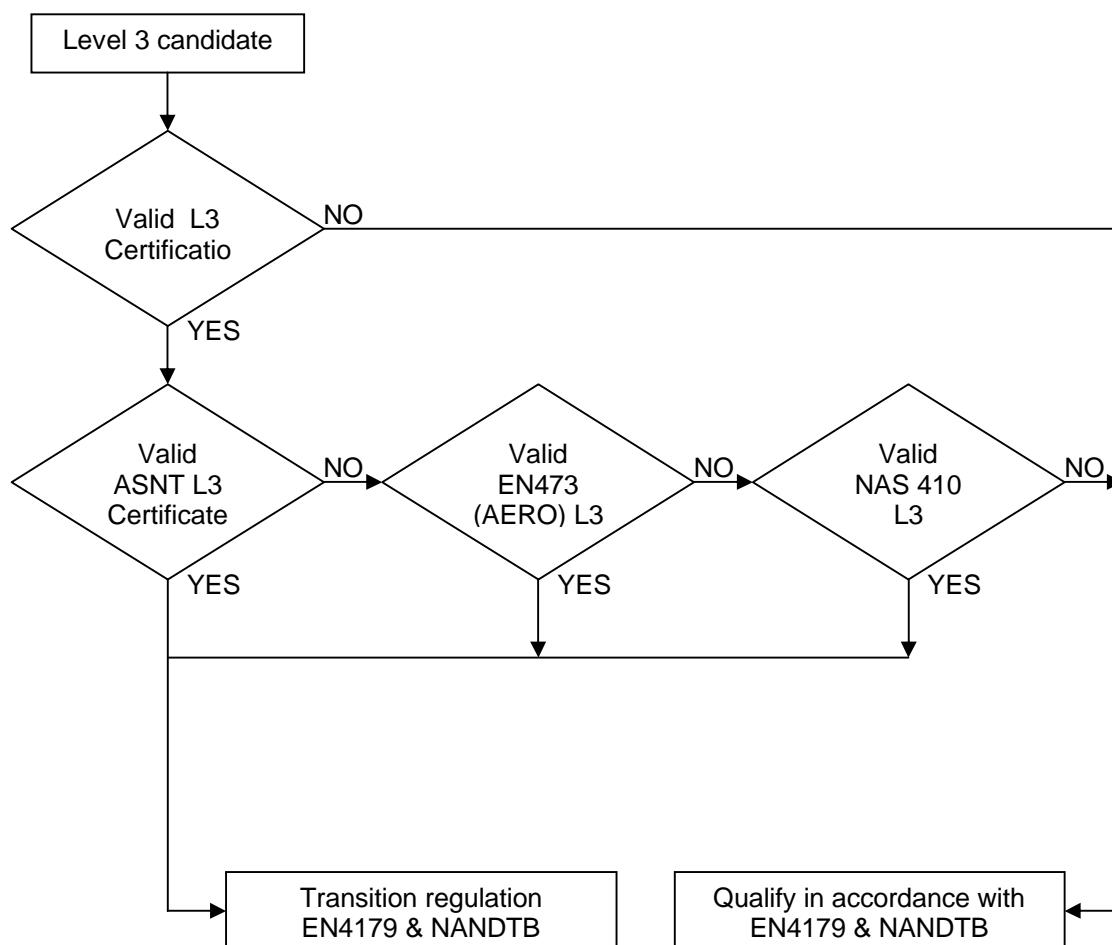 Level 3 candidate
Valid L3
Certificatio
NO
YES
Valid
ASNT L3
Certificate
NO
Valid
EN473
(AERO) L3
NO
Valid
NAS 410
L3
NO
YES
YES
YES
Transition regulation
EN4179 & NANDTB
Qualify in accordance with
EN4179 & NANDTB